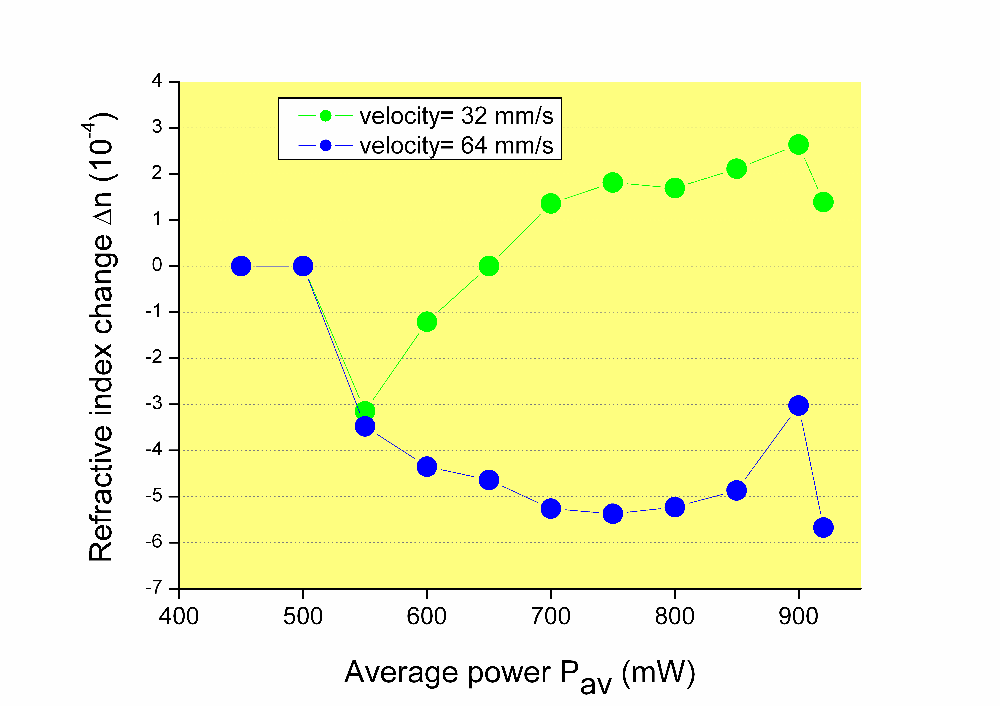 velocity= 32 mm/s
velocity= 64 mm/s
Refractive index change Δn (10⁻⁴)
4
3
2
1
0
-1
-2
-3
-4
-5
-6
-7
400 500 600 700 800 900
Average power Pav (mW)